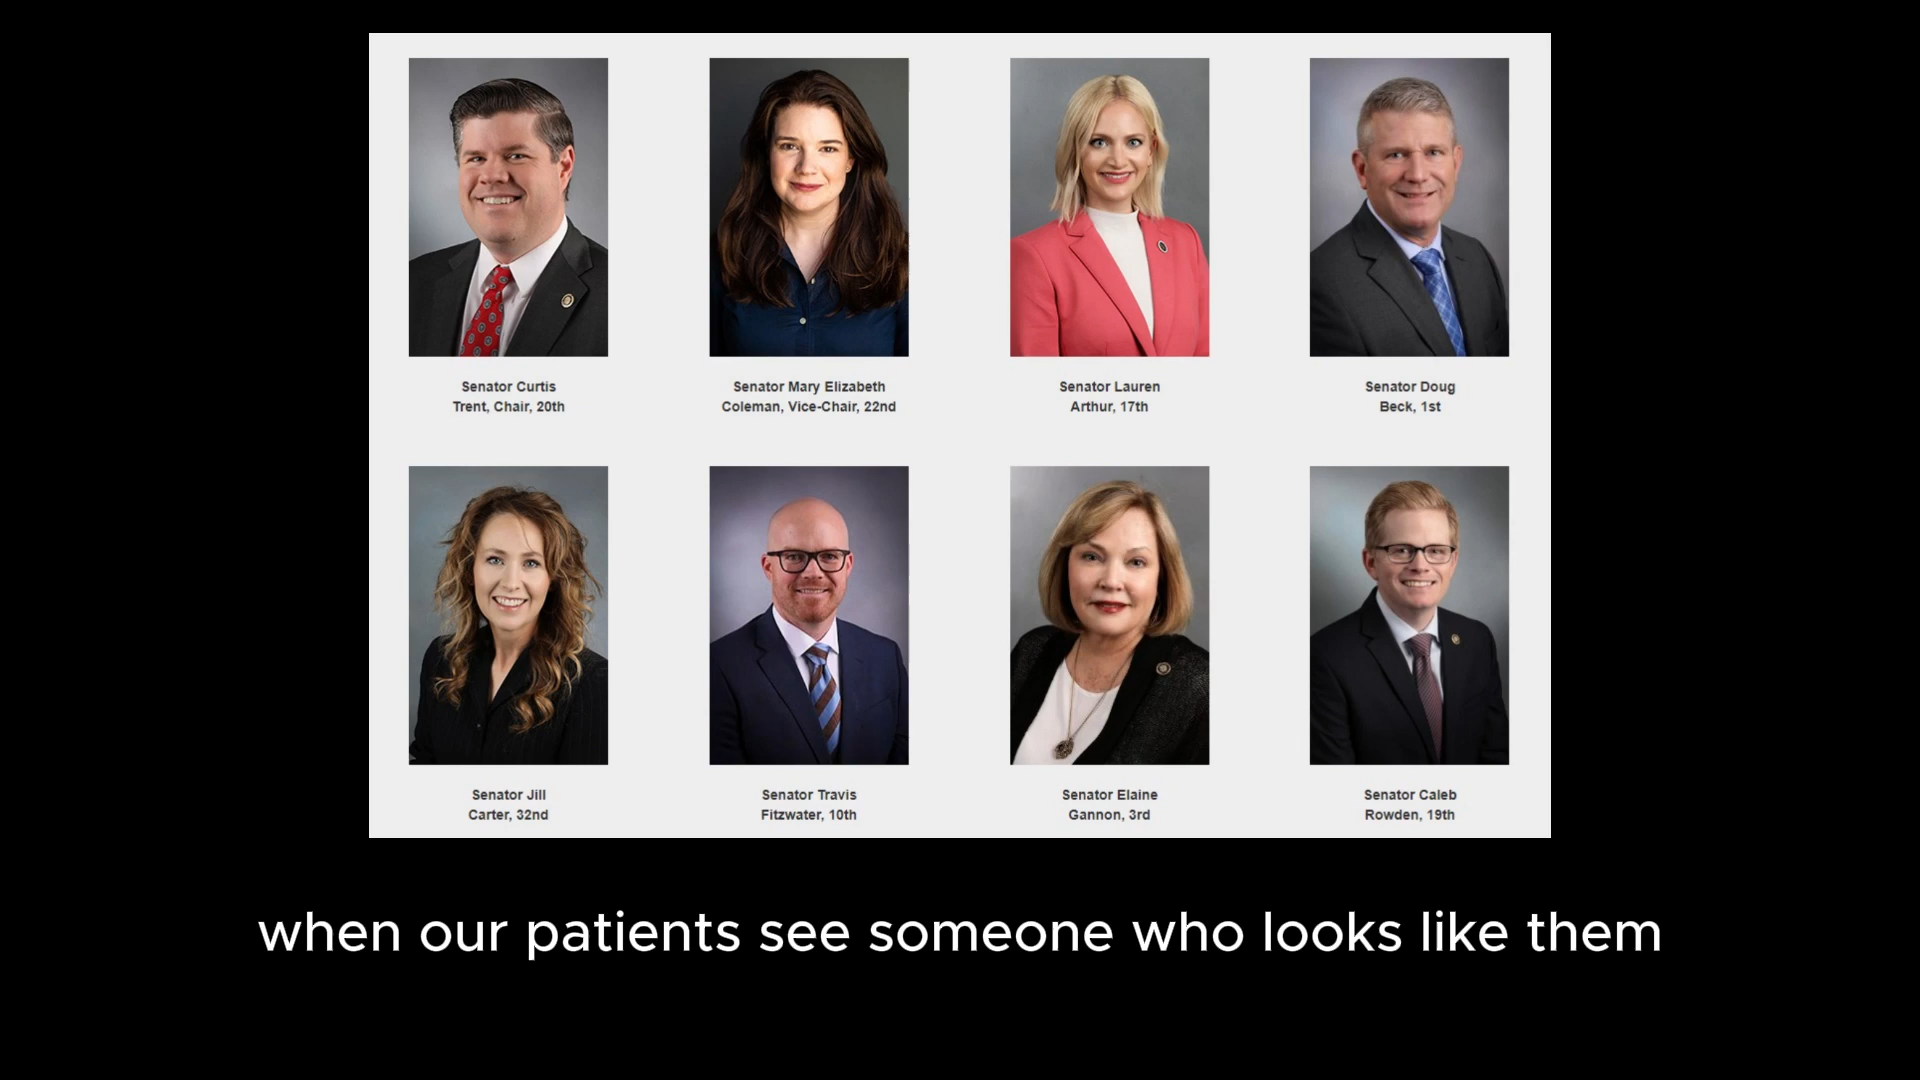 Senator Curtis
Trent, Chair, 20th
Senator Mary Elizabeth
Coleman, Vice-Chair, 22nd
Senator Lauren
Arthur, 17th
Senator Doug
Beck, 1st
Senator Jill
Carter, 32nd
Senator Travis
Fitzwater, 10th
Senator Elaine
Gannon, 3rd
Senator Caleb
Rowden, 19th
when our patients see someone who looks like them